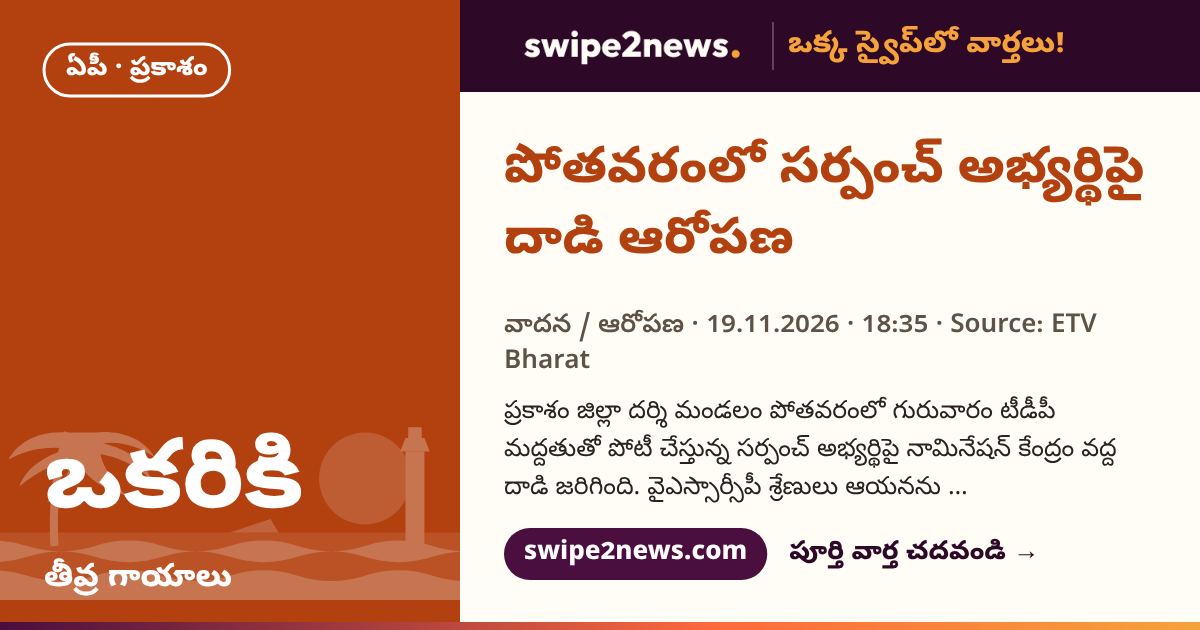 ఏపీ · ప్రకాశం
ఒకరికి
తీవ్ర గాయాలు
swipe2news. | ఒక్క స్వైప్‌లో వార్తలు!
పోతవరంలో సర్పంచ్ అభ్యర్థిపై
దాడి ఆరోపణ
వాదన / ఆరోపణ · 19.11.2026 · 18:35 · Source: ETV
Bharat
ప్రకాశం జిల్లా దర్శి మండలం పోతవరంలో గురువారం టీడీపీ
మద్దతుతో పోటీ చేస్తున్న సర్పంచ్ అభ్యర్థిపై నామినేషన్ కేంద్రం వద్ద
దాడి జరిగింది. వైఎస్సార్సీపీ శ్రేణులు ఆయనను ...
swipe2news.com పూర్తి వార్త చదవండి →